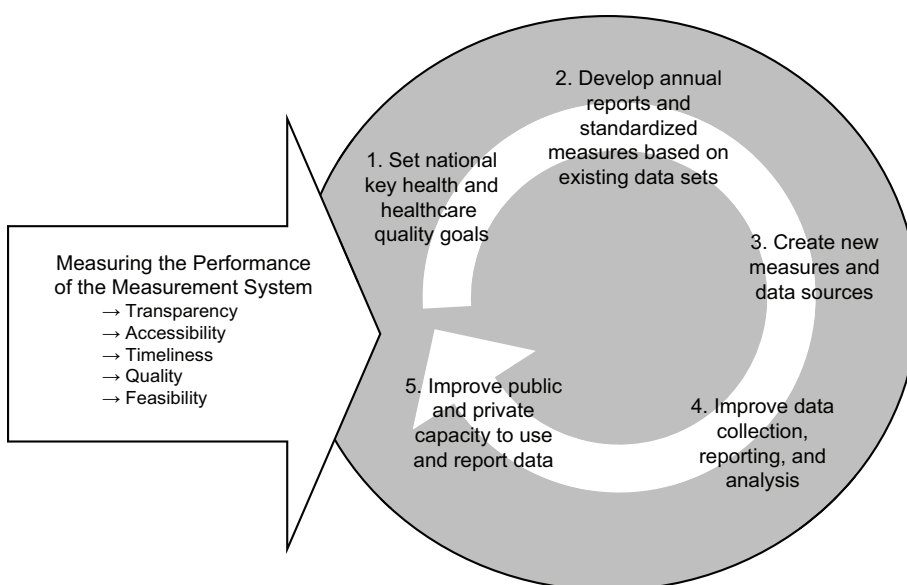 Measuring the Performance
of the Measurement System
→ Transparency
→ Accessibility
→ Timeliness
→ Quality
→ Feasibility
1. Set national
key health and
healthcare
quality goals
2. Develop annual
reports and
standardized
measures based on
existing data sets
3. Create new
measures and
data sources
4. Improve data
collection,
reporting, and
analysis
5. Improve public
and private
capacity to use
and report data